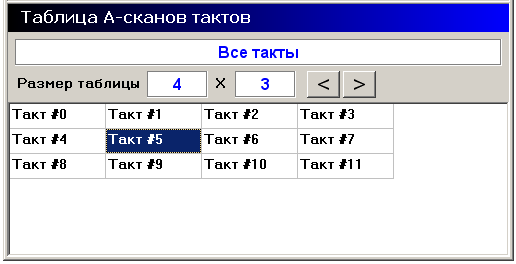 Таблица А-сканов тактов
Все такты
Размер таблицы 4 X 3 < >
Такт #0 Такт #1 Такт #2 Такт #3
Такт #4 Такт #5 Такт #6 Такт #7
Такт #8 Такт #9 Такт #10 Такт #11